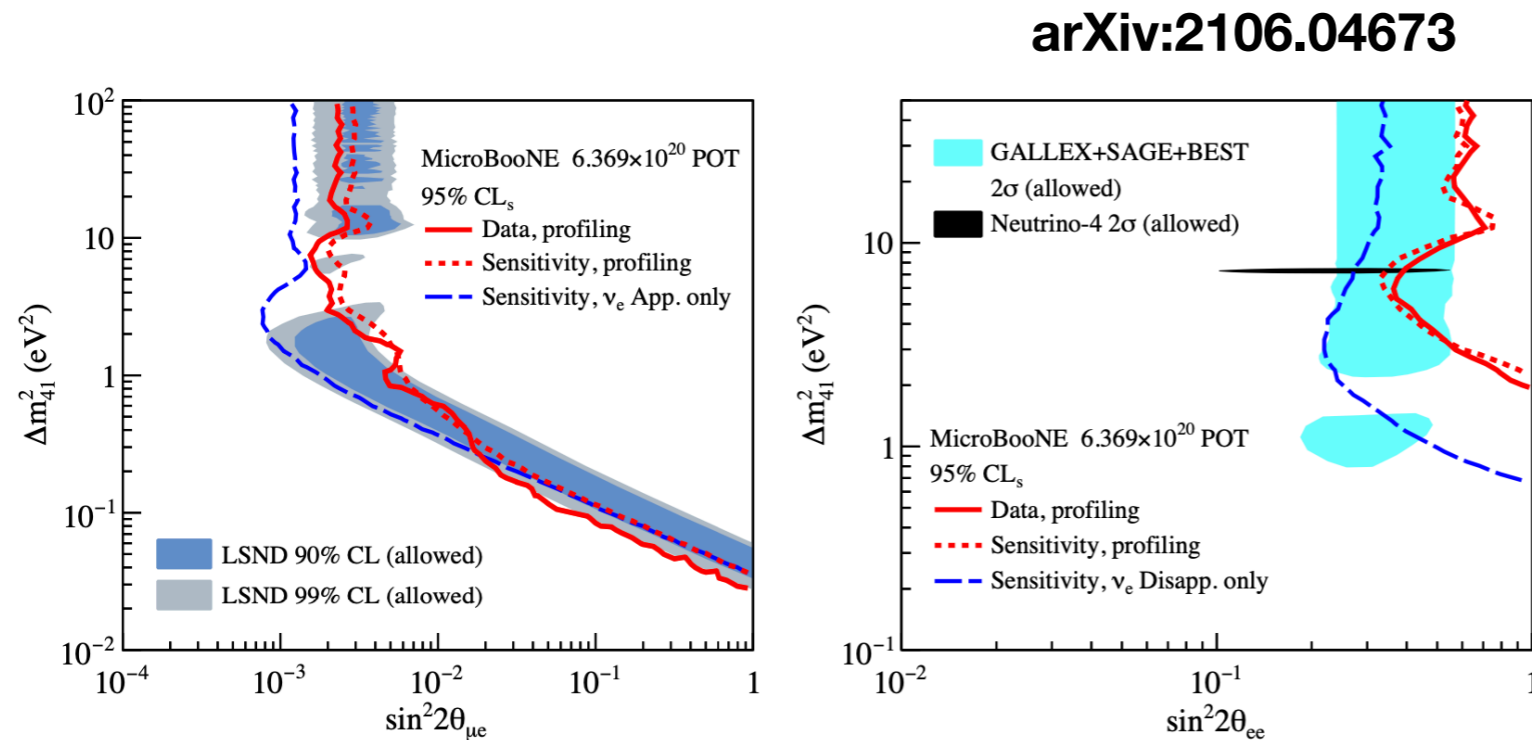 arXiv:2106.04673
10²
10
1
10⁻¹
10⁻²
Δm²₄₁ (eV²)
MicroBooNE 6.369×10²⁰ POT
95% CLₛ
Data, profiling
Sensitivity, profiling
Sensitivity, νₑ App. only
LSND 90% CL (allowed)
LSND 99% CL (allowed)
10⁻⁴
10⁻³
10⁻²
10⁻¹
1
sin²2θμₑ
10
1
10⁻¹
Δm²₄₁ (eV²)
GALLEX+SAGE+BEST
2σ (allowed)
Neutrino-4 2σ (allowed)
MicroBooNE 6.369×10²⁰ POT
95% CLₛ
Data, profiling
Sensitivity, profiling
Sensitivity, νₑ Disapp. only
10⁻²
10⁻¹
1
sin²2θₑₑ